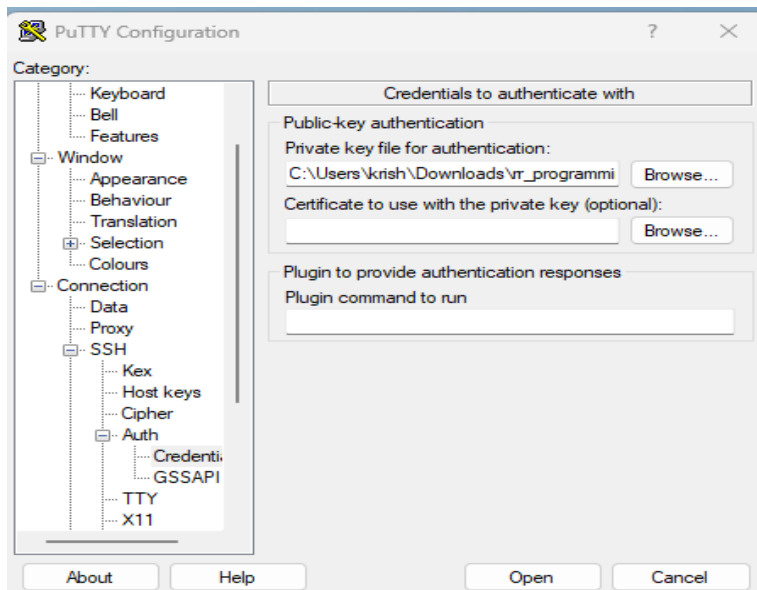 PuTTY Configuration
?
Category:
Keyboard
Bell
Features
Window
Appearance
Behaviour
Translation
Selection
Colours
Connection
Data
Proxy
SSH
Kex
Host keys
Cipher
Auth
Credentia
GSSAPI
TTY
X11
Credentials to authenticate with
Public-key authentication
Private key file for authentication:
C:\Users\krish\Downloads\rr_programmi Browse...
Certificate to use with the private key (optional):
Browse...
Plugin to provide authentication responses
Plugin command to run
About Help Open Cancel